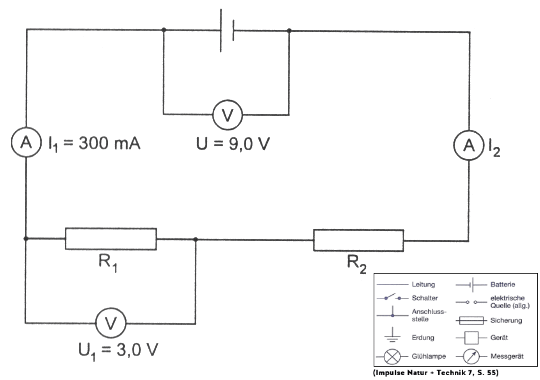 V
A I₁ = 300 mA
U = 9,0 V
A I₂
R₁
R₂
V
U₁ = 3,0 V
Leitung
Batterie
Schalter
elektrische
Quelle (allg.)
Anschluss-
stelle
Sicherung
Erdung
Gerät
Glühlampe
Messgerät
(Impulse Natur + Technik 7, S. 55)